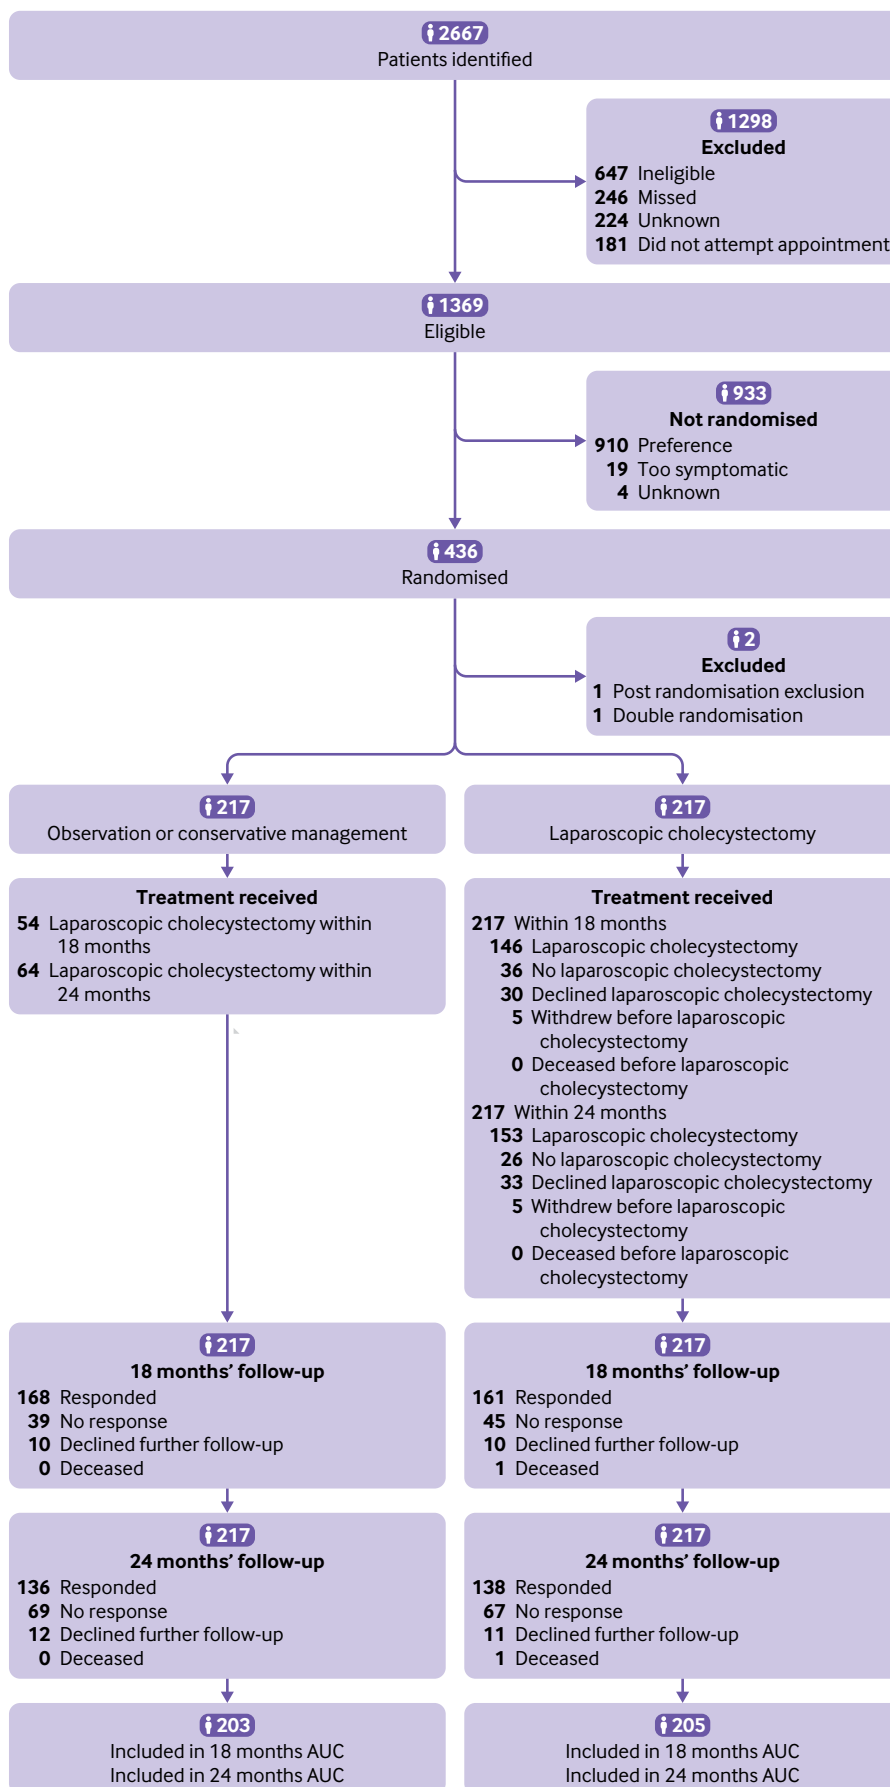 2667
Patients identified
1298
Excluded
647 Ineligible
246 Missed
224 Unknown
181 Did not attempt appointment
1369
Eligible
933
Not randomised
910 Preference
19 Too symptomatic
4 Unknown
436
Randomised
2
Excluded
1 Post randomisation exclusion
1 Double randomisation
217
Observation or conservative management
217
Laparoscopic cholecystectomy
Treatment received
54 Laparoscopic cholecystectomy within
18 months
64 Laparoscopic cholecystectomy within
24 months
Treatment received
217 Within 18 months
146 Laparoscopic cholecystectomy
36 No laparoscopic cholecystectomy
30 Declined laparoscopic cholecystectomy
5 Withdrew before laparoscopic
cholecystectomy
0 Deceased before laparoscopic
cholecystectomy
217 Within 24 months
153 Laparoscopic cholecystectomy
26 No laparoscopic cholecystectomy
33 Declined laparoscopic cholecystectomy
5 Withdrew before laparoscopic
cholecystectomy
0 Deceased before laparoscopic
cholecystectomy
217
18 months' follow-up
168 Responded
39 No response
10 Declined further follow-up
0 Deceased
217
18 months' follow-up
161 Responded
45 No response
10 Declined further follow-up
1 Deceased
217
24 months' follow-up
136 Responded
69 No response
12 Declined further follow-up
0 Deceased
217
24 months' follow-up
138 Responded
67 No response
11 Declined further follow-up
1 Deceased
203
Included in 18 months AUC
Included in 24 months AUC
205
Included in 18 months AUC
Included in 24 months AUC